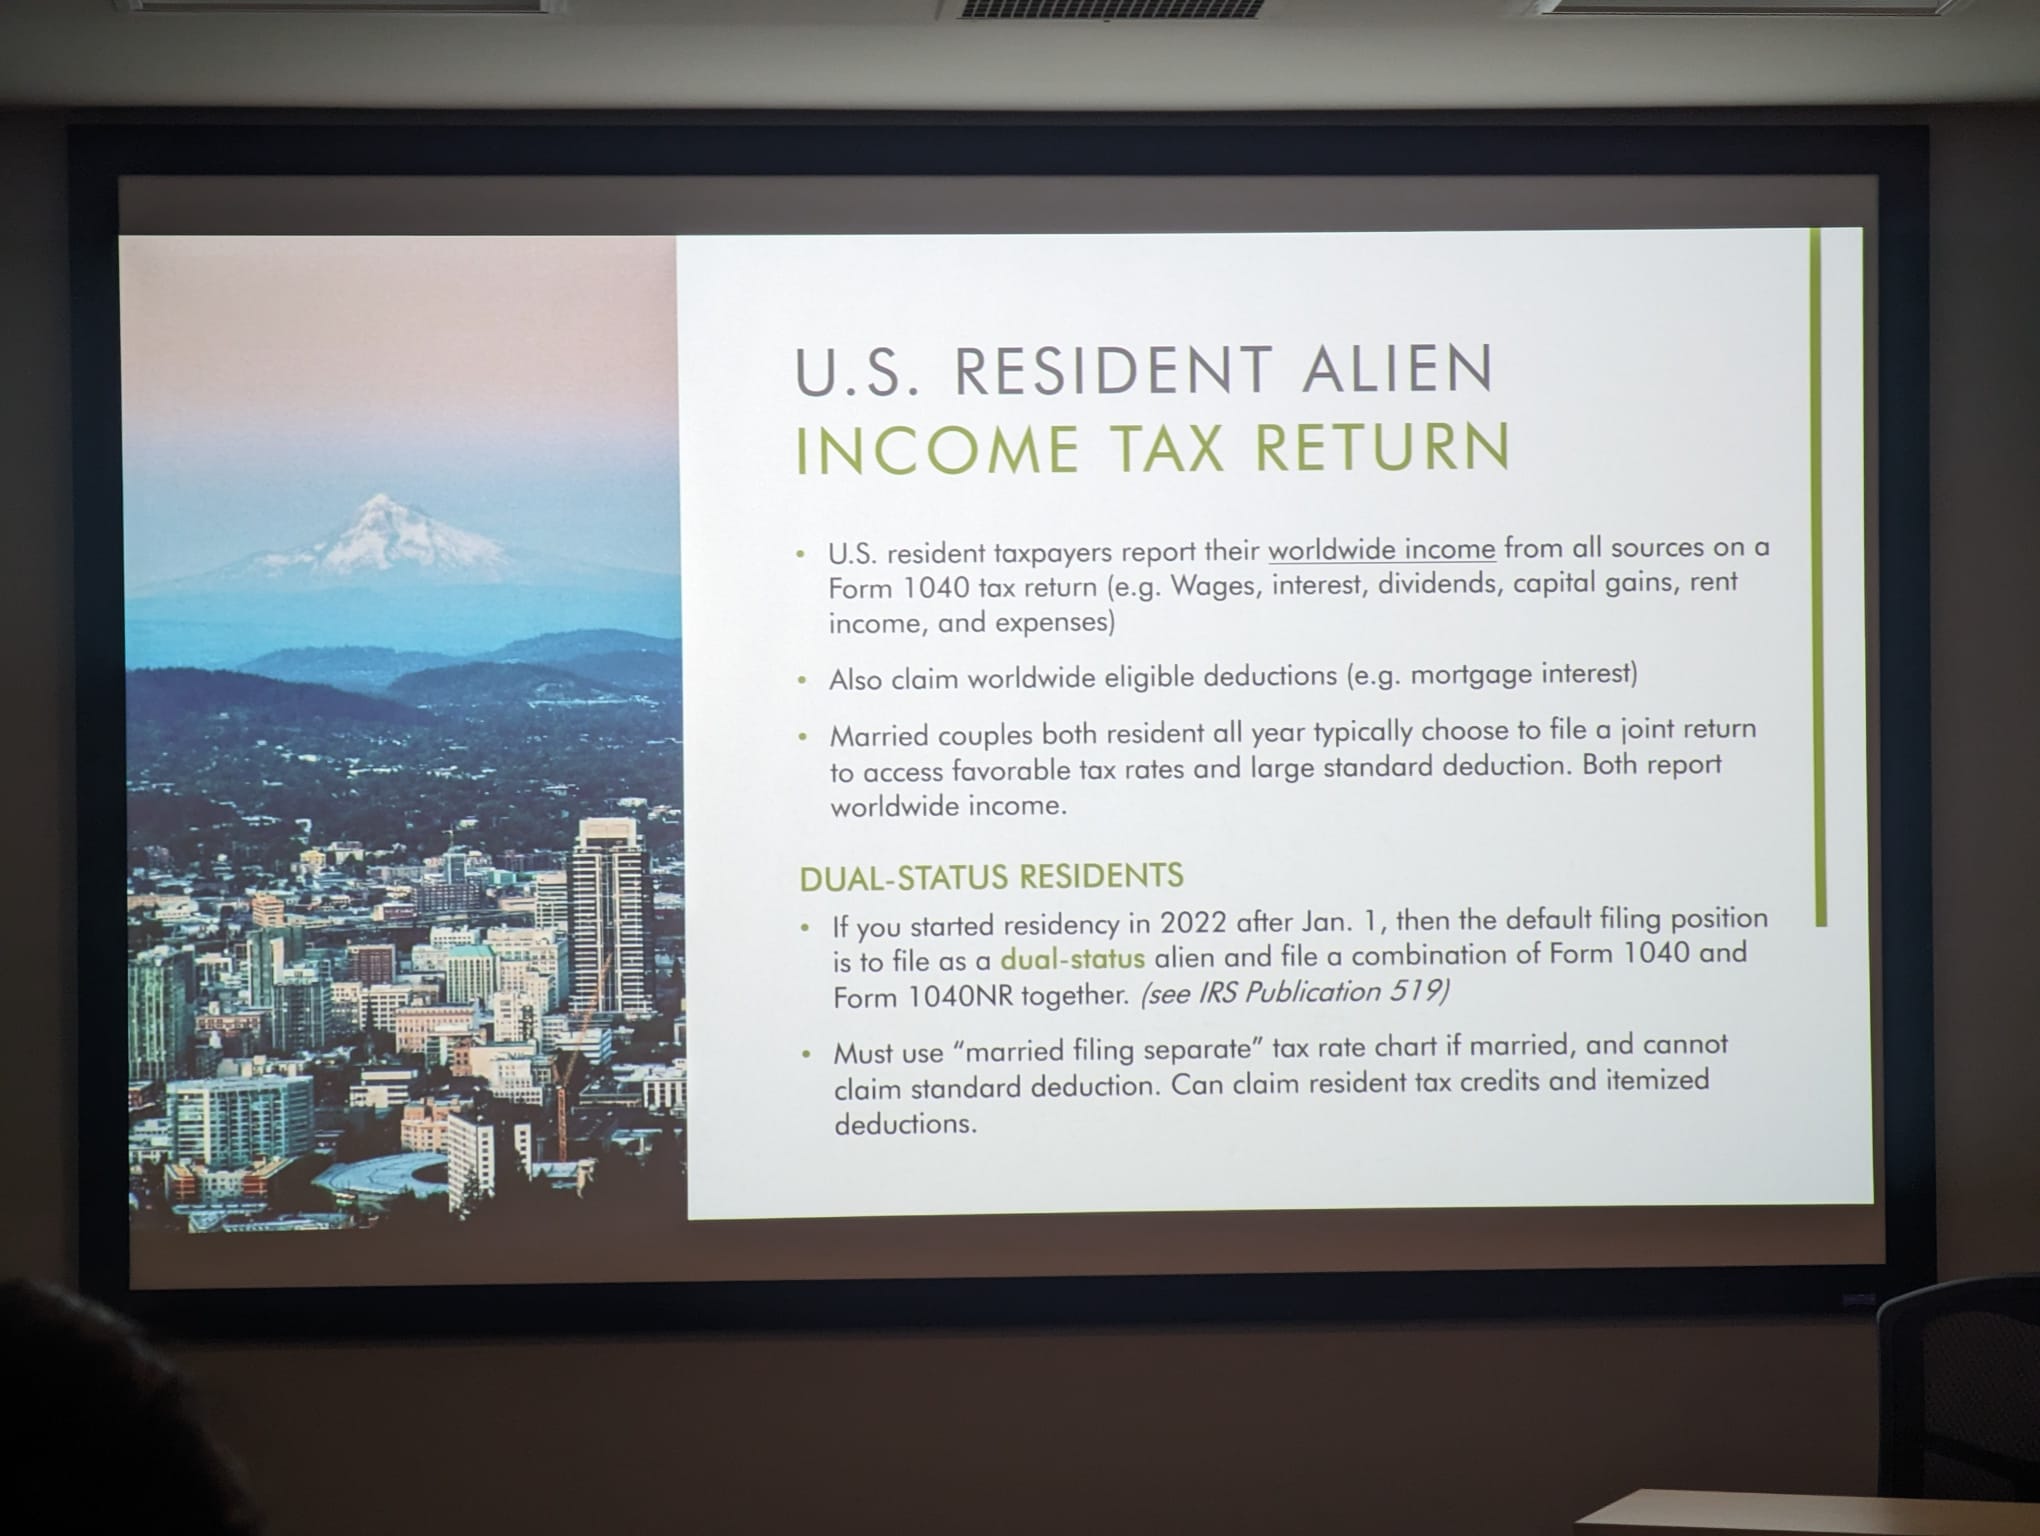 U.S. RESIDENT ALIEN
INCOME TAX RETURN
• U.S. resident taxpayers report their worldwide income from all sources on a
Form 1040 tax return (e.g. Wages, interest, dividends, capital gains, rent
income, and expenses)
• Also claim worldwide eligible deductions (e.g. mortgage interest)
• Married couples both resident all year typically choose to file a joint return
to access favorable tax rates and large standard deduction. Both report
worldwide income.
DUAL-STATUS RESIDENTS
• If you started residency in 2022 after Jan. 1, then the default filing position
is to file as a dual-status alien and file a combination of Form 1040 and
Form 1040NR together. (see IRS Publication 519)
• Must use “married filing separate” tax rate chart if married, and cannot
claim standard deduction. Can claim resident tax credits and itemized
deductions.